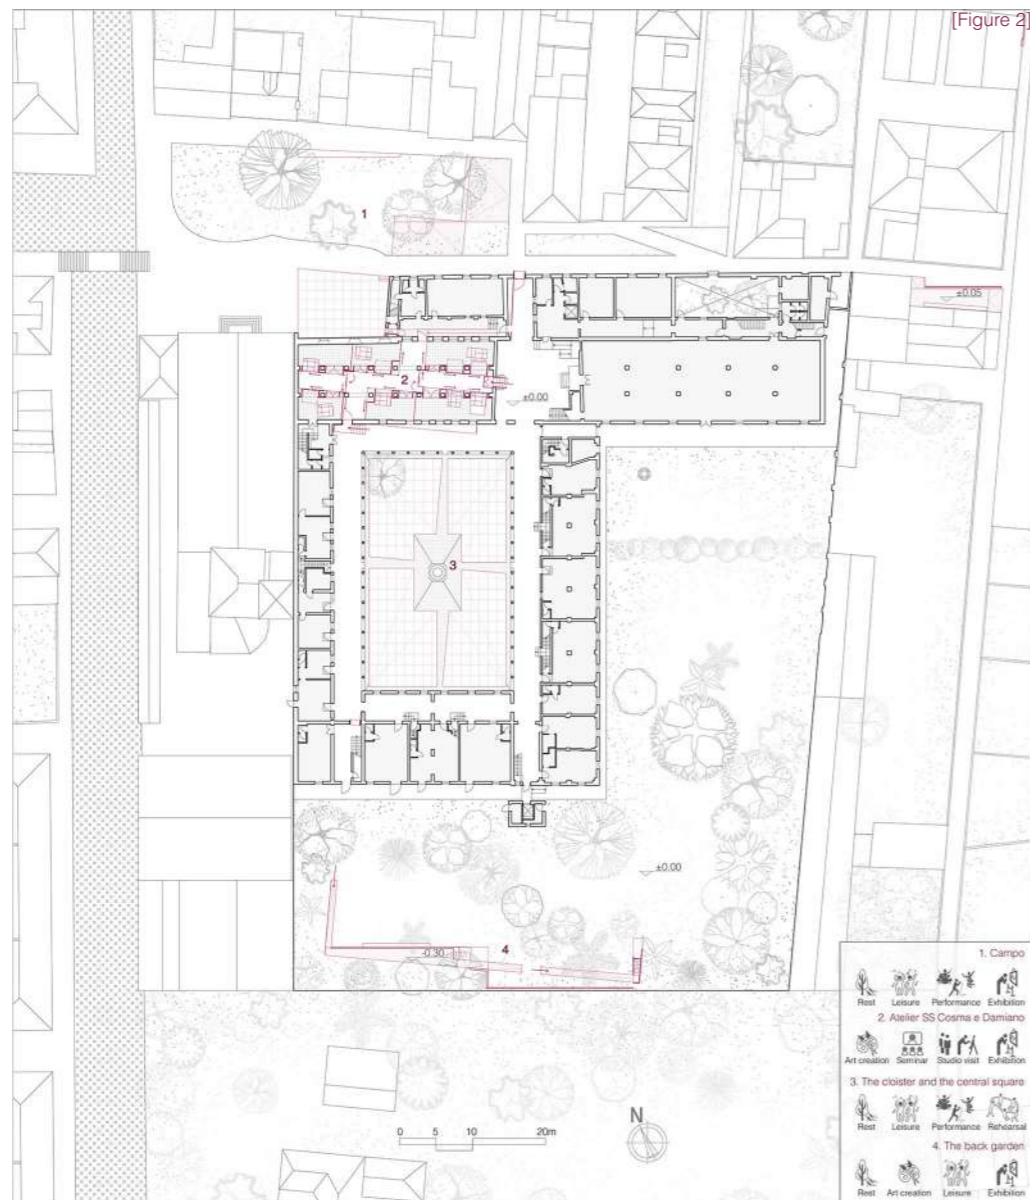 [Figure 2]
1
±0.05
2
±0.00
3
±0.00
4
-0.30
1. Campo
Rest Leisure Performance Exhibition
2. Atelier SS Cosma e Damiano
Art creation Seminar Studio visit Exhibition
3. The cloister and the central square
Rest Leisure Performance Rehearsal
4. The back garden
Rest Art creation Leisure Exhibition
N
0 5 10 20m